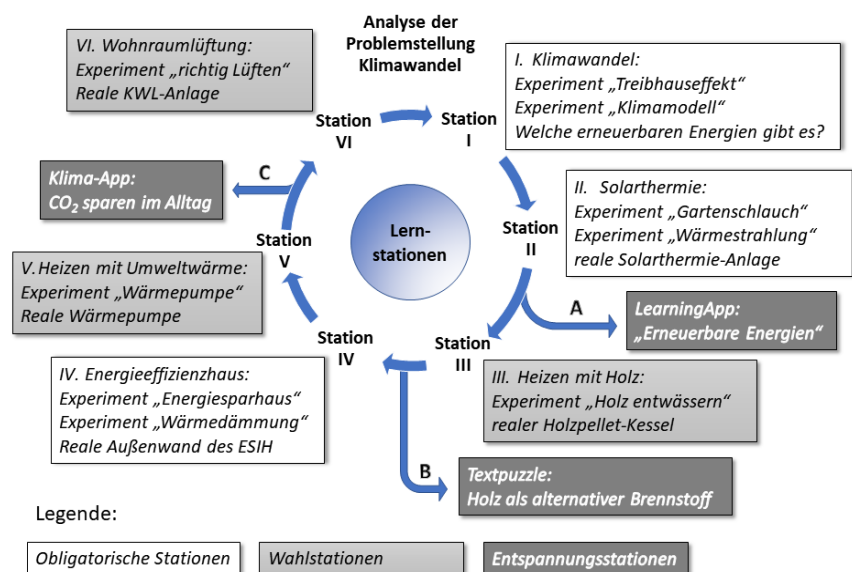 Analyse der
Problemstellung
Klimawandel
VI. Wohnraumlüftung:
Experiment „richtig Lüften“
Reale KWL-Anlage
I. Klimawandel:
Experiment „Treibhauseffekt“
Experiment „Klimamodell“
Welche erneuerbaren Energien gibt es?
Station
VI
Station
I
C
Klima-App:
CO₂ sparen im Alltag
II. Solarthermie:
Experiment „Gartenschlauch“
Experiment „Wärmestrahlung“
reale Solarthermie-Anlage
Lern-
stationen
Station
II
Station
V
V. Heizen mit Umweltwärme:
Experiment „Wärmepumpe“
Reale Wärmepumpe
A
LearningApp:
„Erneuerbare Energien“
Station
IV
Station
III
IV. Energieeffizienzhaus:
Experiment „Energiesparhaus“
Experiment „Wärmedämmung“
Reale Außenwand des ESIH
III. Heizen mit Holz:
Experiment „Holz entwässern“
realer Holzpellet-Kessel
B
Textpuzzle:
Holz als alternativer Brennstoff
Legende:
Obligatorische Stationen
Wahlstationen
Entspannungsstationen